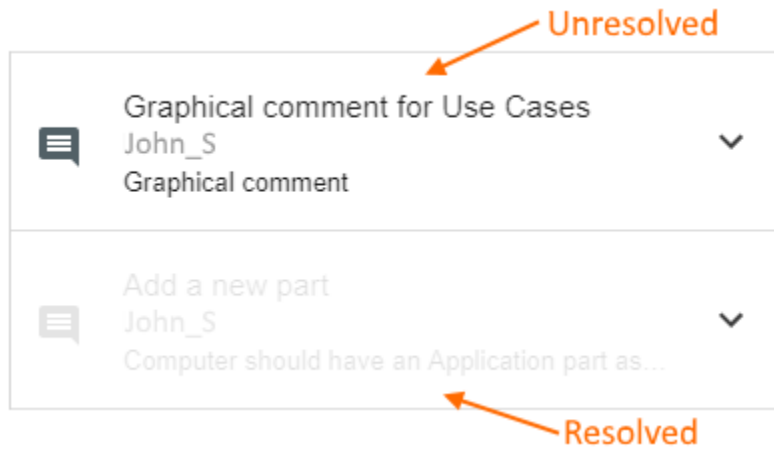 Unresolved
Graphical comment for Use Cases
John_S
Graphical comment
Add a new part
John_S
Computer should have an Application part as...
Resolved